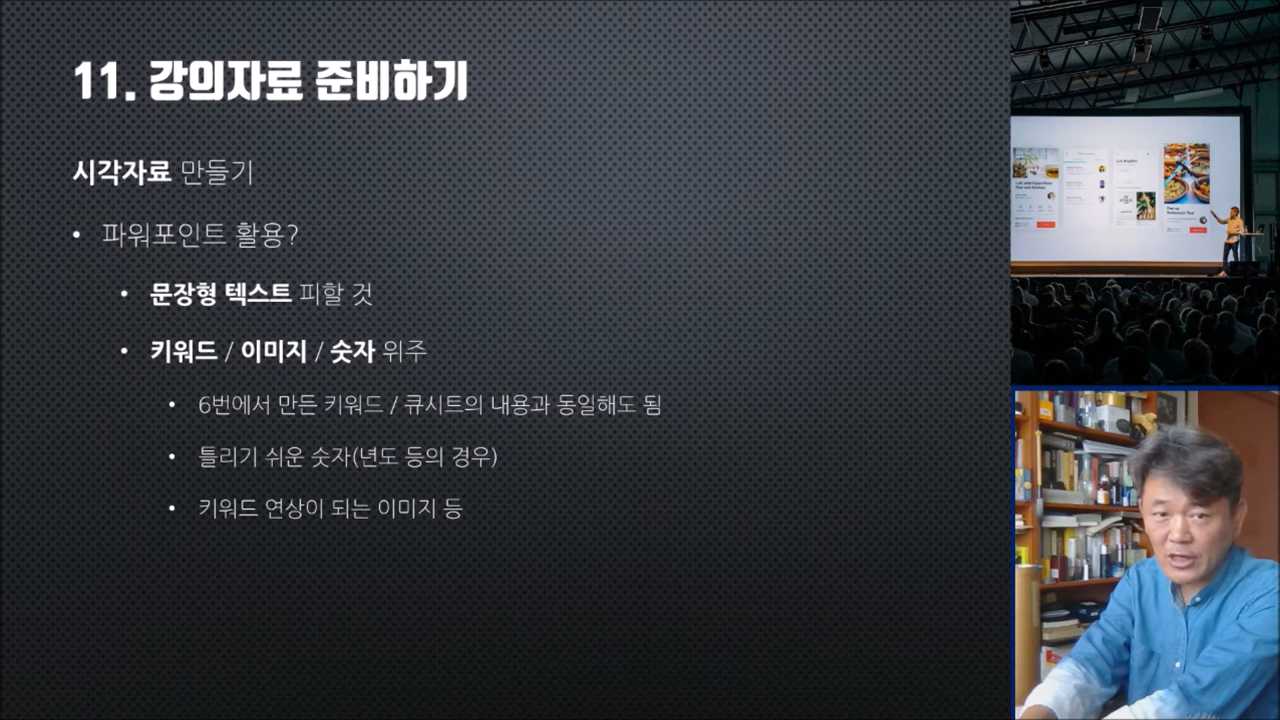 11. 강의자료 준비하기
시각자료 만들기
• 파워포인트 활용?
• 문장형 텍스트 피할 것
• 키워드 / 이미지 / 숫자 위주
• 6번에서 만든 키워드 / 큐시트의 내용과 동일해도 됨
• 틀리기 쉬운 숫자(년도 등의 경우)
• 키워드 연상이 되는 이미지 등
Los Angeles